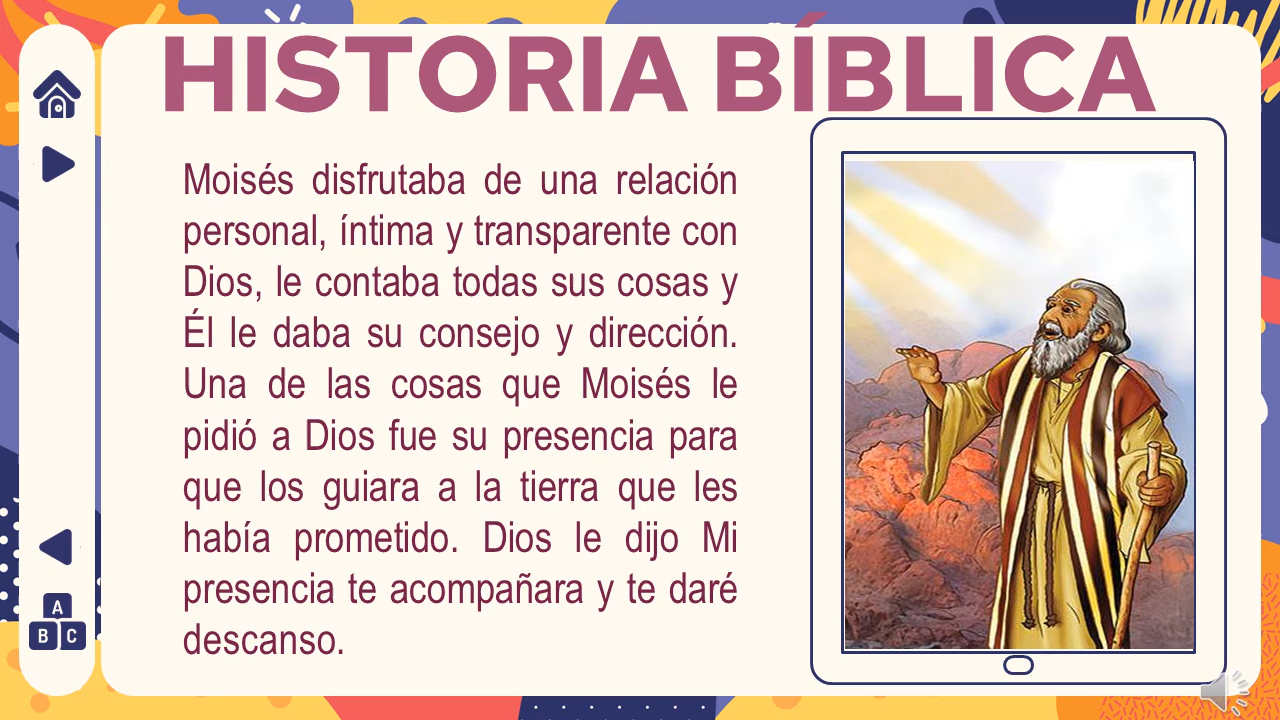 HISTORIA BÍBLICA
Moisés disfrutaba de una relación
personal, íntima y transparente con
Dios, le contaba todas sus cosas y
Él le daba su consejo y dirección.
Una de las cosas que Moisés le
pidió a Dios fue su presencia para
que los guiara a la tierra que les
había prometido. Dios le dijo Mi
presencia te acompañara y te daré
descanso.
A
B C